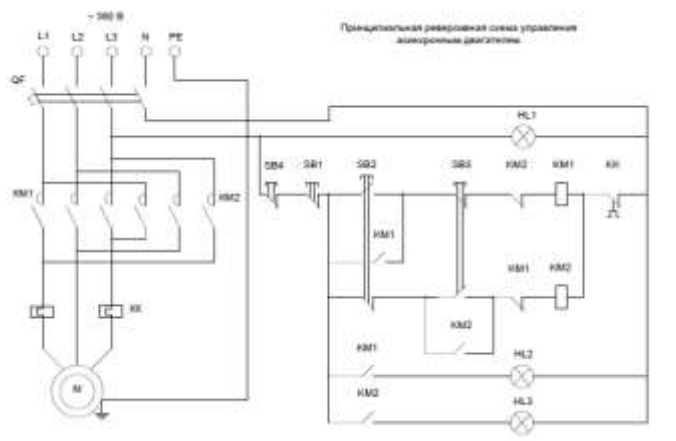 ~ 380 В
L1 L2 L3 N PE
Принципиальная реверсивная схема управления
асинхронным двигателем.
QF
HL1
SB4 SB1 SB2 SB3 KM2 KM1 KK
KM1 KM2
KM1
KM1 KM2
KK
KM2
KM1 HL2
M
KM2 HL3